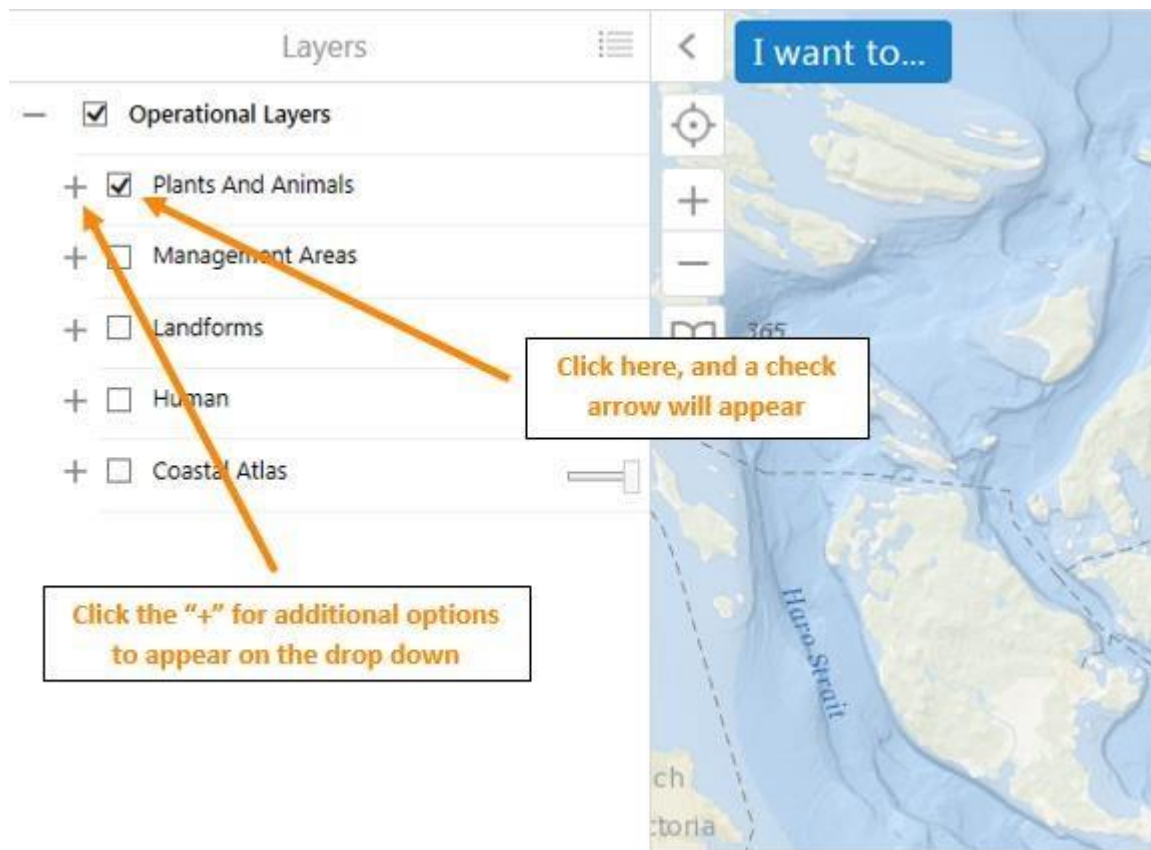 Layers
I want to...
Operational Layers
Plants And Animals
Management Areas
Landforms
365
Click here, and a check
arrow will appear
Human
Coastal Atlas
Click the “+” for additional options
to appear on the drop down
Haro Strait
ch
ctoria